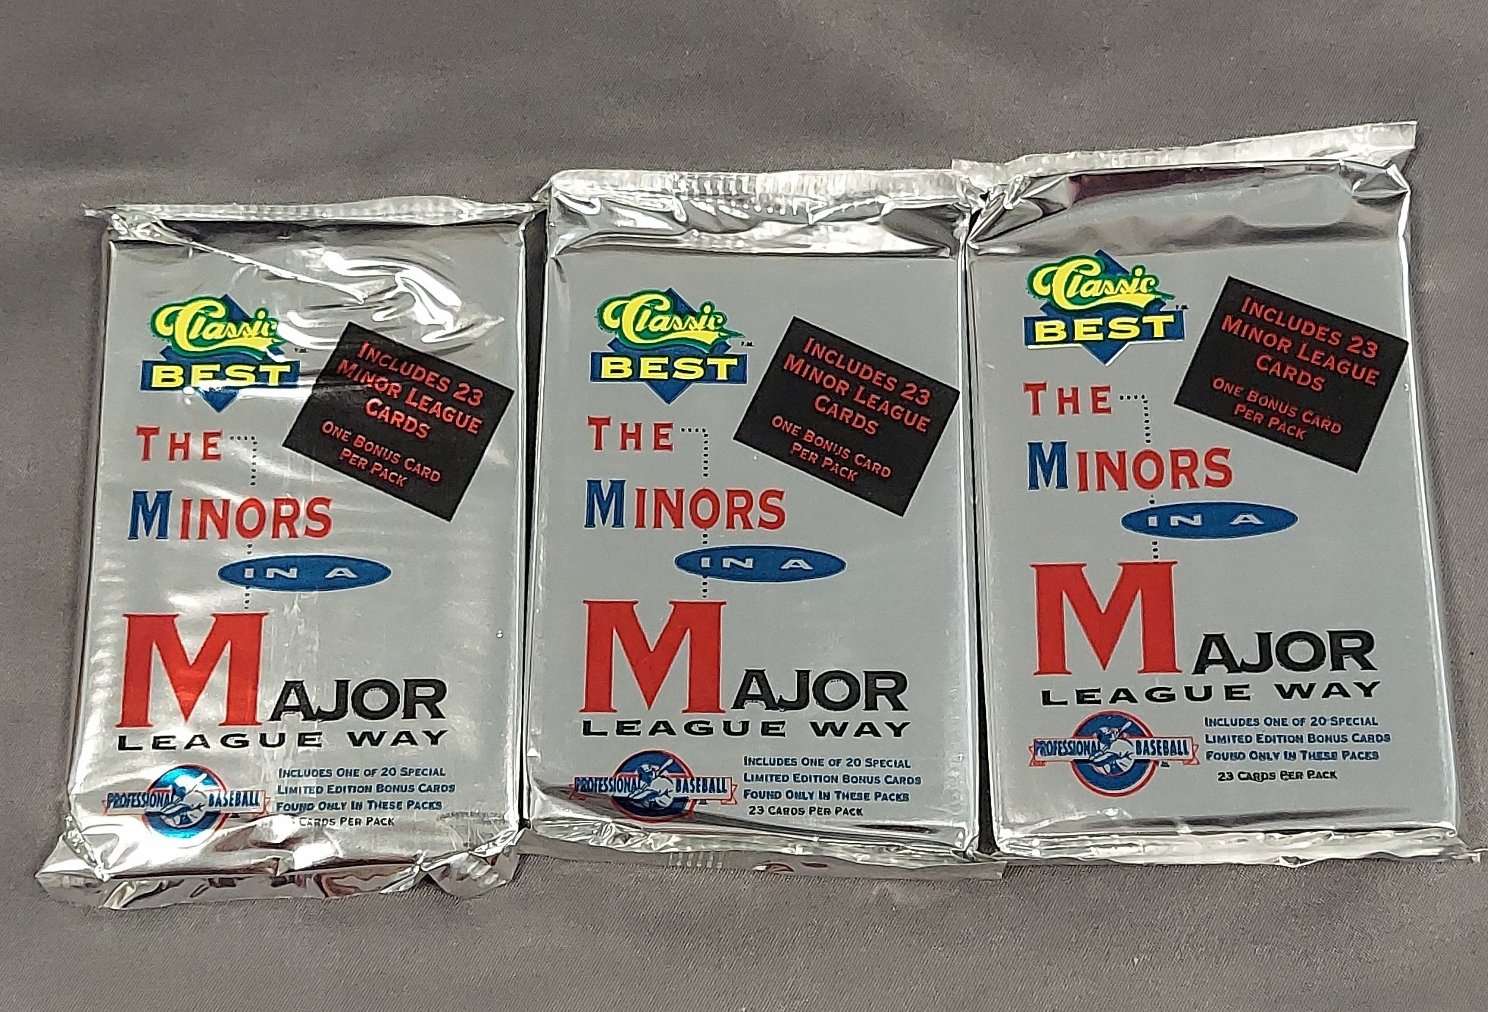 Classic
BEST
T.M.
INCLUDES 23
MINOR LEAGUE
CARDS
ONE BONUS CARD
PER PACK
THE
MINORS
IN A
MAJOR
LEAGUE WAY
PROFESSIONAL BASEBALL
INCLUDES ONE OF 20 SPECIAL
LIMITED EDITION BONUS CARDS
FOUND ONLY IN THESE PACKS
CARDS PER PACK
Classic
BEST
T.M.
INCLUDES 23
MINOR LEAGUE
CARDS
ONE BONUS CARD
PER PACK
THE
MINORS
IN A
MAJOR
LEAGUE WAY
PROFESSIONAL BASEBALL
INCLUDES ONE OF 20 SPECIAL
LIMITED EDITION BONUS CARDS
FOUND ONLY IN THESE PACKS
23 CARDS PER PACK
Classic
BEST
T.M.
INCLUDES 23
MINOR LEAGUE
CARDS
ONE BONUS CARD
PER PACK
THE
MINORS
IN A
MAJOR
LEAGUE WAY
PROFESSIONAL BASEBALL
INCLUDES ONE OF 20 SPECIAL
LIMITED EDITION BONUS CARDS
FOUND ONLY IN THESE PACKS
23 CARDS PER PACK